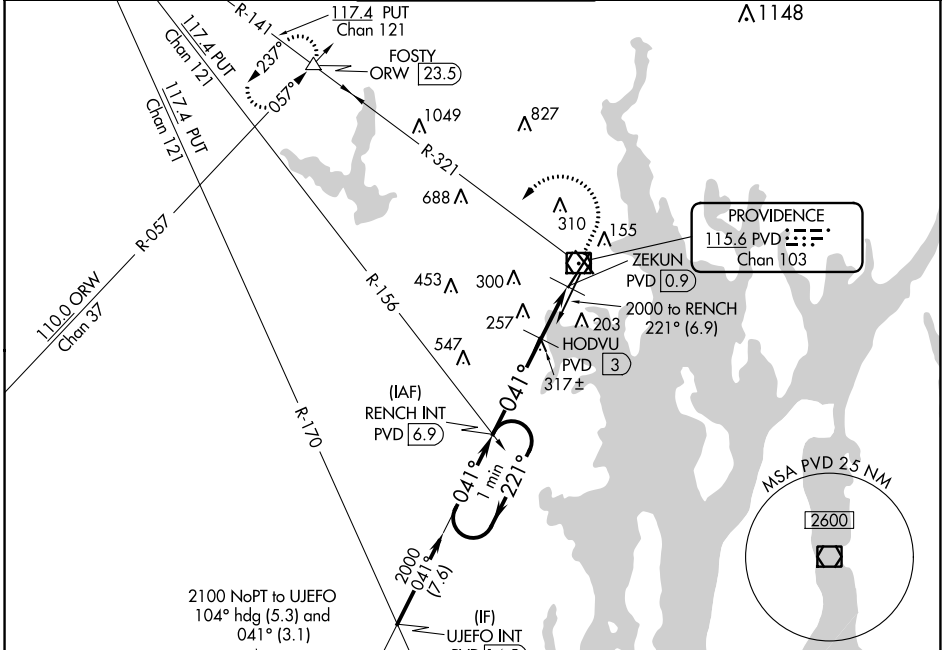 R-141
117.4 PUT
Chan 121
1148
117.4 PUT
Chan 121
FOSTY
ORW 23.5
237°
057°
117.4 PUT
Chan 121
1049
827
R-321
688
310
155
PROVIDENCE
115.6 PVD
Chan 103
R-057
ZEKUN
PVD 0.9
453
300
R-156
2000 to RENCH
221° (6.9)
110.0 ORW
Chan 37
257
203
547
HODVU
PVD 3
317±
041°
(IAF)
RENCH INT
PVD 6.9
R-170
041°
1 min
221°
MSA PVD 25 NM
2600
2000
041°
(7.6)
2100 NoPT to UJEFO
104° hdg (5.3) and
041° (3.1)
(IF)
UJEFO INT